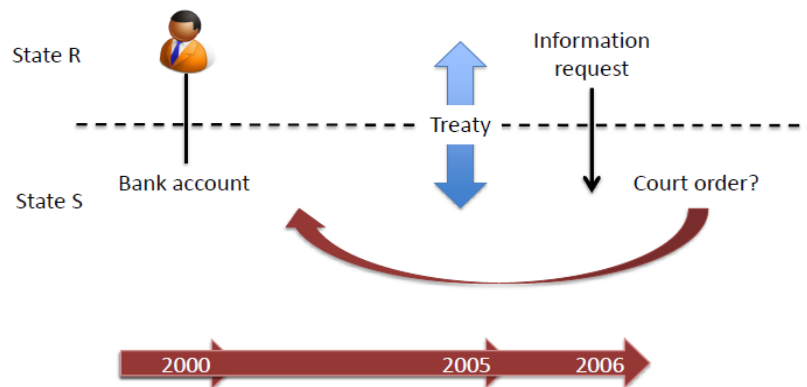 State R
Information
request
Treaty
Bank account
Court order?
State S
2000
2005
2006